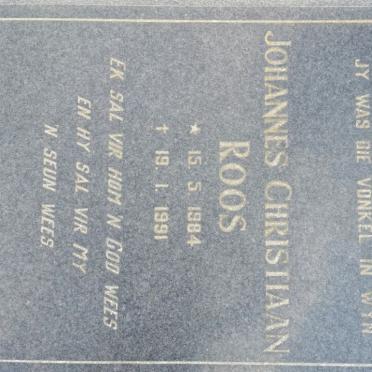 JY WAS DIE VONKEL IN
JOHANNES CHRISTIAAN
ROOS
★ 15. 5. 1984
† 19. 1. 1991
EK SAL VIR HOM 'N GOD WEES
EN HY SAL VIR MY
'N SEUN WEES